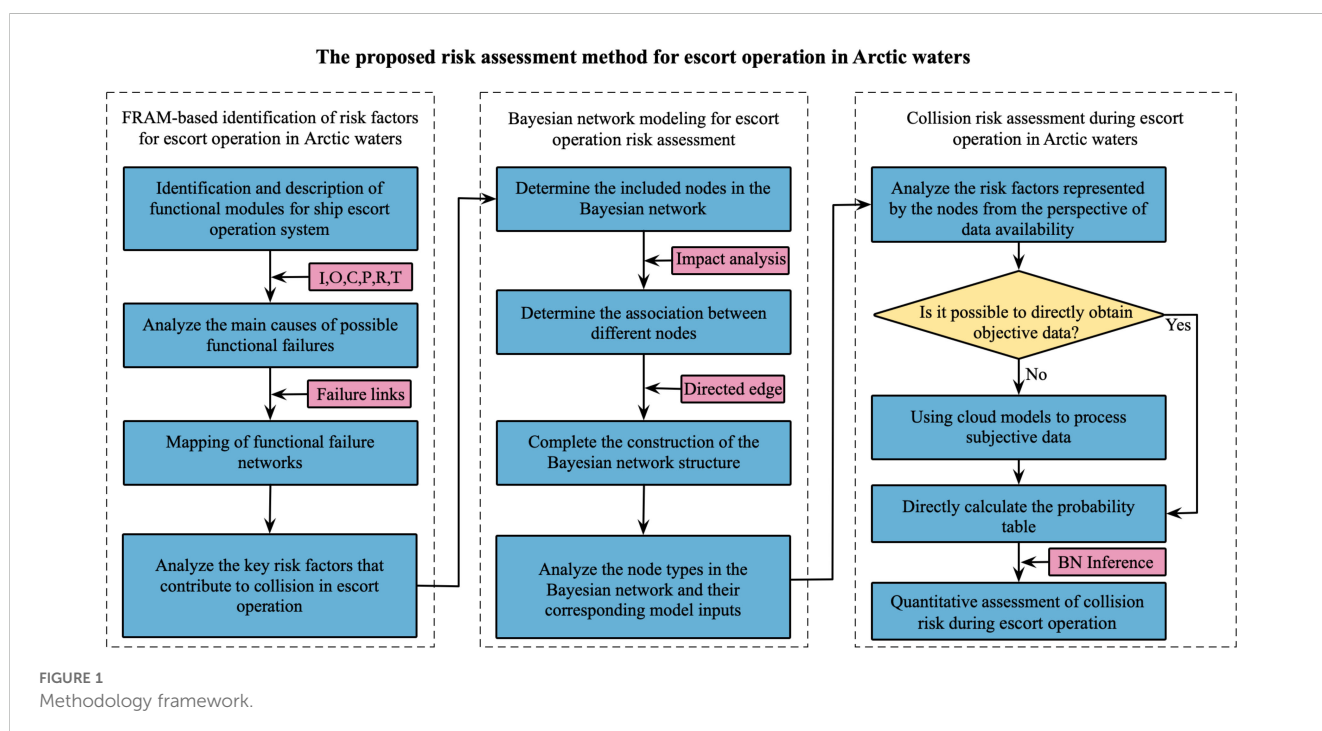 The proposed risk assessment method for escort operation in Arctic waters
FRAM-based identification of risk factors
for escort operation in Arctic waters
Identification and description of
functional modules for ship escort
operation system
I,O,C,P,R,T
Analyze the main causes of possible
functional failures
Failure links
Mapping of functional failure
networks
Analyze the key risk factors that
contribute to collision in escort
operation
Bayesian network modeling for escort
operation risk assessment
Determine the included nodes in the
Bayesian network
Impact analysis
Determine the association between
different nodes
Directed edge
Complete the construction of the
Bayesian network structure
Analyze the node types in the
Bayesian network and their
corresponding model inputs
Collision risk assessment during escort
operation in Arctic waters
Analyze the risk factors represented
by the nodes from the perspective of
data availability
Is it possible to directly obtain
objective data?
Yes
No
Using cloud models to process
subjective data
Directly calculate the probability
table
BN Inference
Quantitative assessment of collision
risk during escort operation
FIGURE 1
Methodology framework.